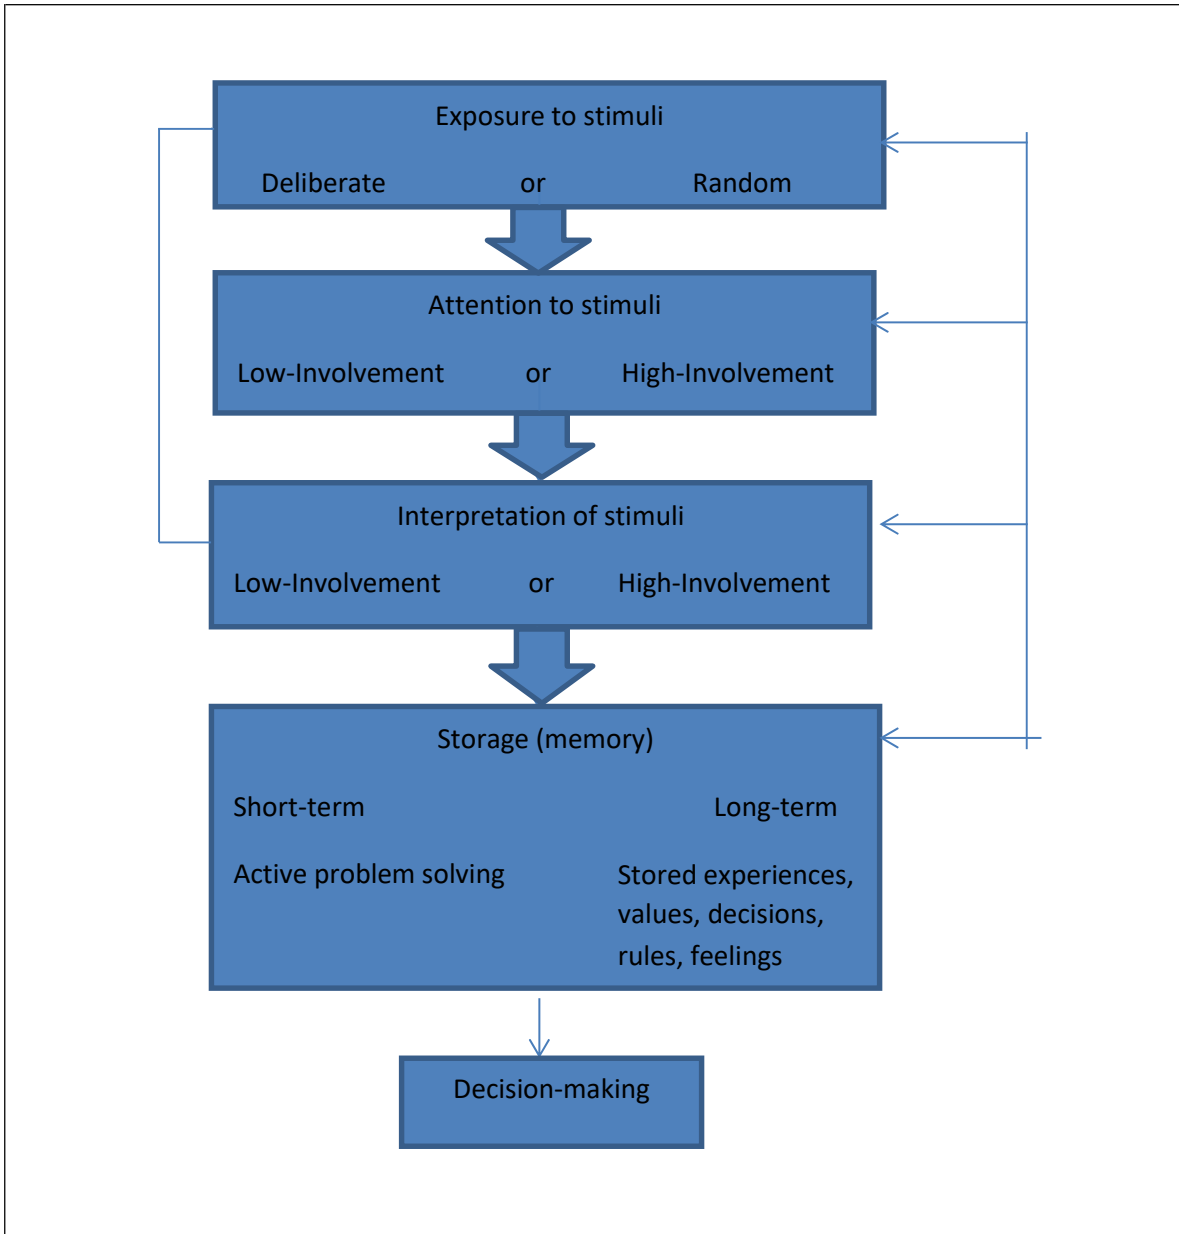 Exposure to stimuli
Deliberate or Random
Attention to stimuli
Low-Involvement or High-Involvement
Interpretation of stimuli
Low-Involvement or High-Involvement
Storage (memory)
Short-term Long-term
Active problem solving Stored experiences,
values, decisions,
rules, feelings
Decision-making